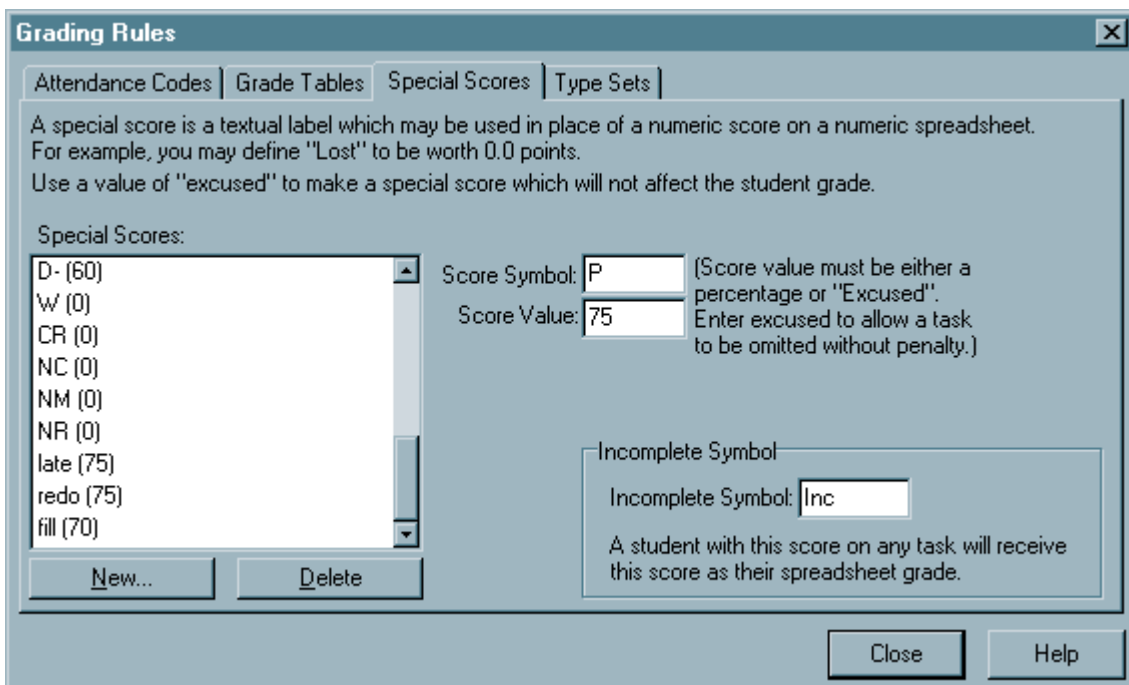 Grading Rules
Attendance Codes
Grade Tables
Special Scores
Type Sets
A special score is a textual label which may be used in place of a numeric score on a numeric spreadsheet.
For example, you may define "Lost" to be worth 0.0 points.
Use a value of "excused" to make a special score which will not affect the student grade.
Special Scores:
D- (60)
W (0)
CR (0)
NC (0)
NM (0)
NR (0)
late (75)
redo (75)
fill (70)
New...
Delete
Score Symbol: P
Score Value: 75
(Score value must be either a
percentage or "Excused".
Enter excused to allow a task
to be omitted without penalty.)
Incomplete Symbol
Incomplete Symbol: Inc
A student with this score on any task will receive
this score as their spreadsheet grade.
Close
Help